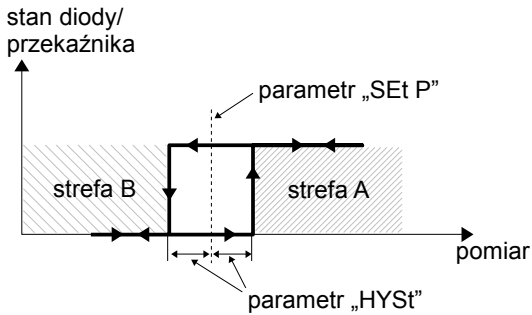 stan diody/
przekaźnika
parametr „SEt P”
strefa B
strefa A
pomiar
parametr „HYSt”